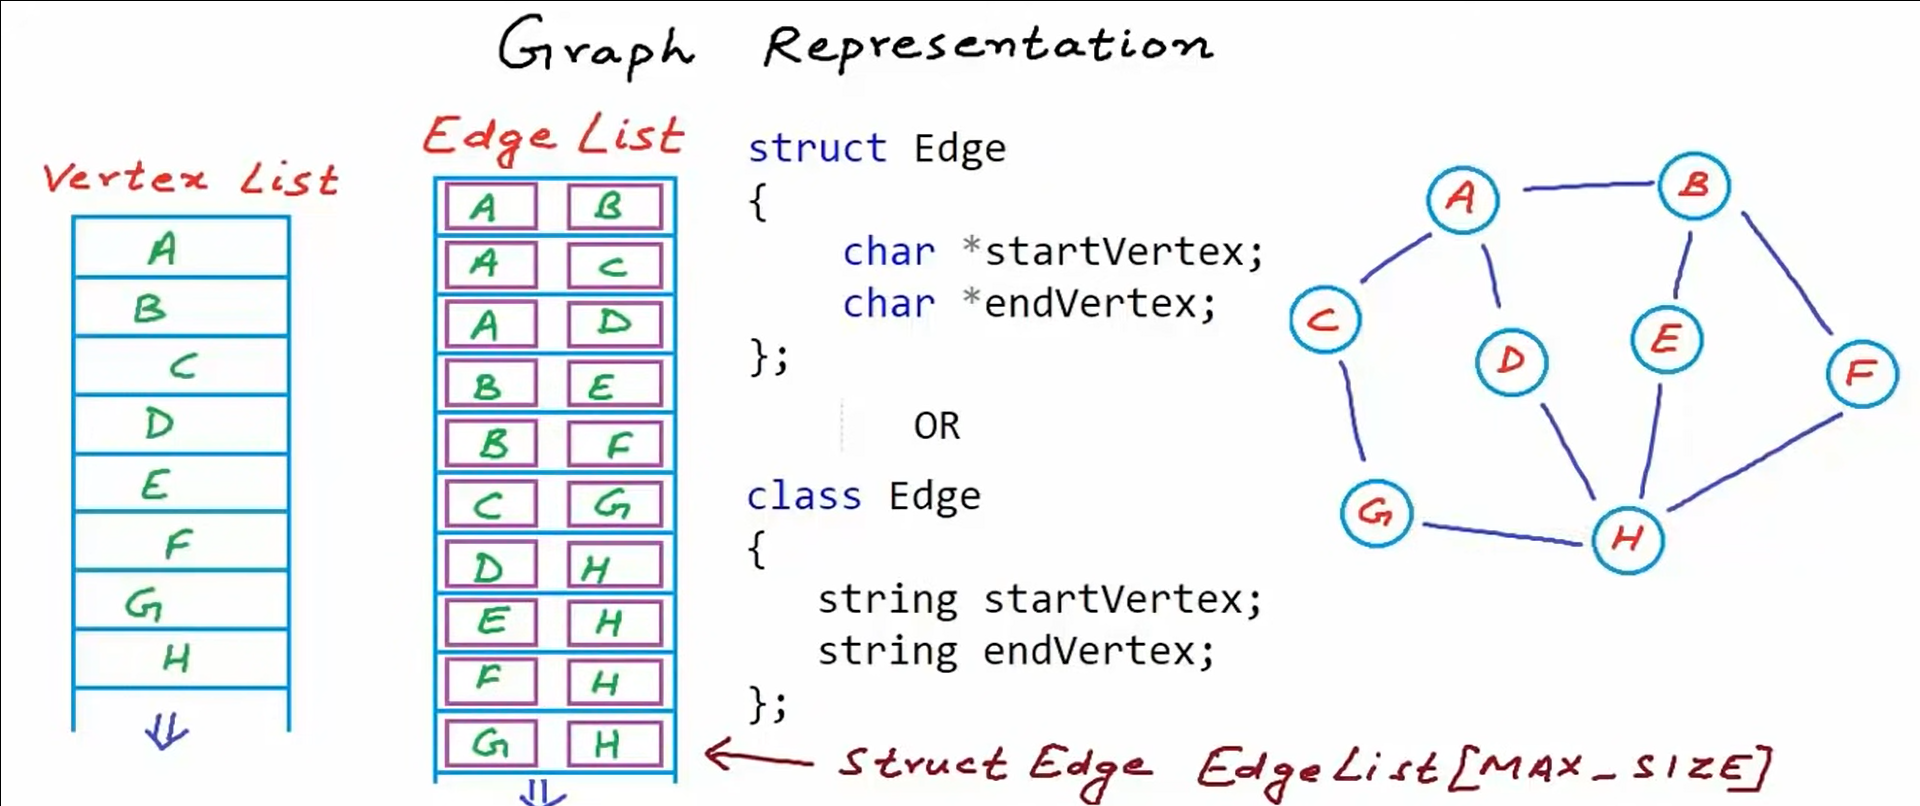 Graph Representation
Vertex List
A
B
C
D
E
F
G
H
Edge List
A B
A C
A D
B E
B F
C G
D H
E H
F H
G H
struct Edge
{
char *startVertex;
char *endVertex;
};
OR
class Edge
{
string startVertex;
string endVertex;
};
Struct Edge EdgeList[MAX_SIZE]
A
B
C
D
E
F
G
H